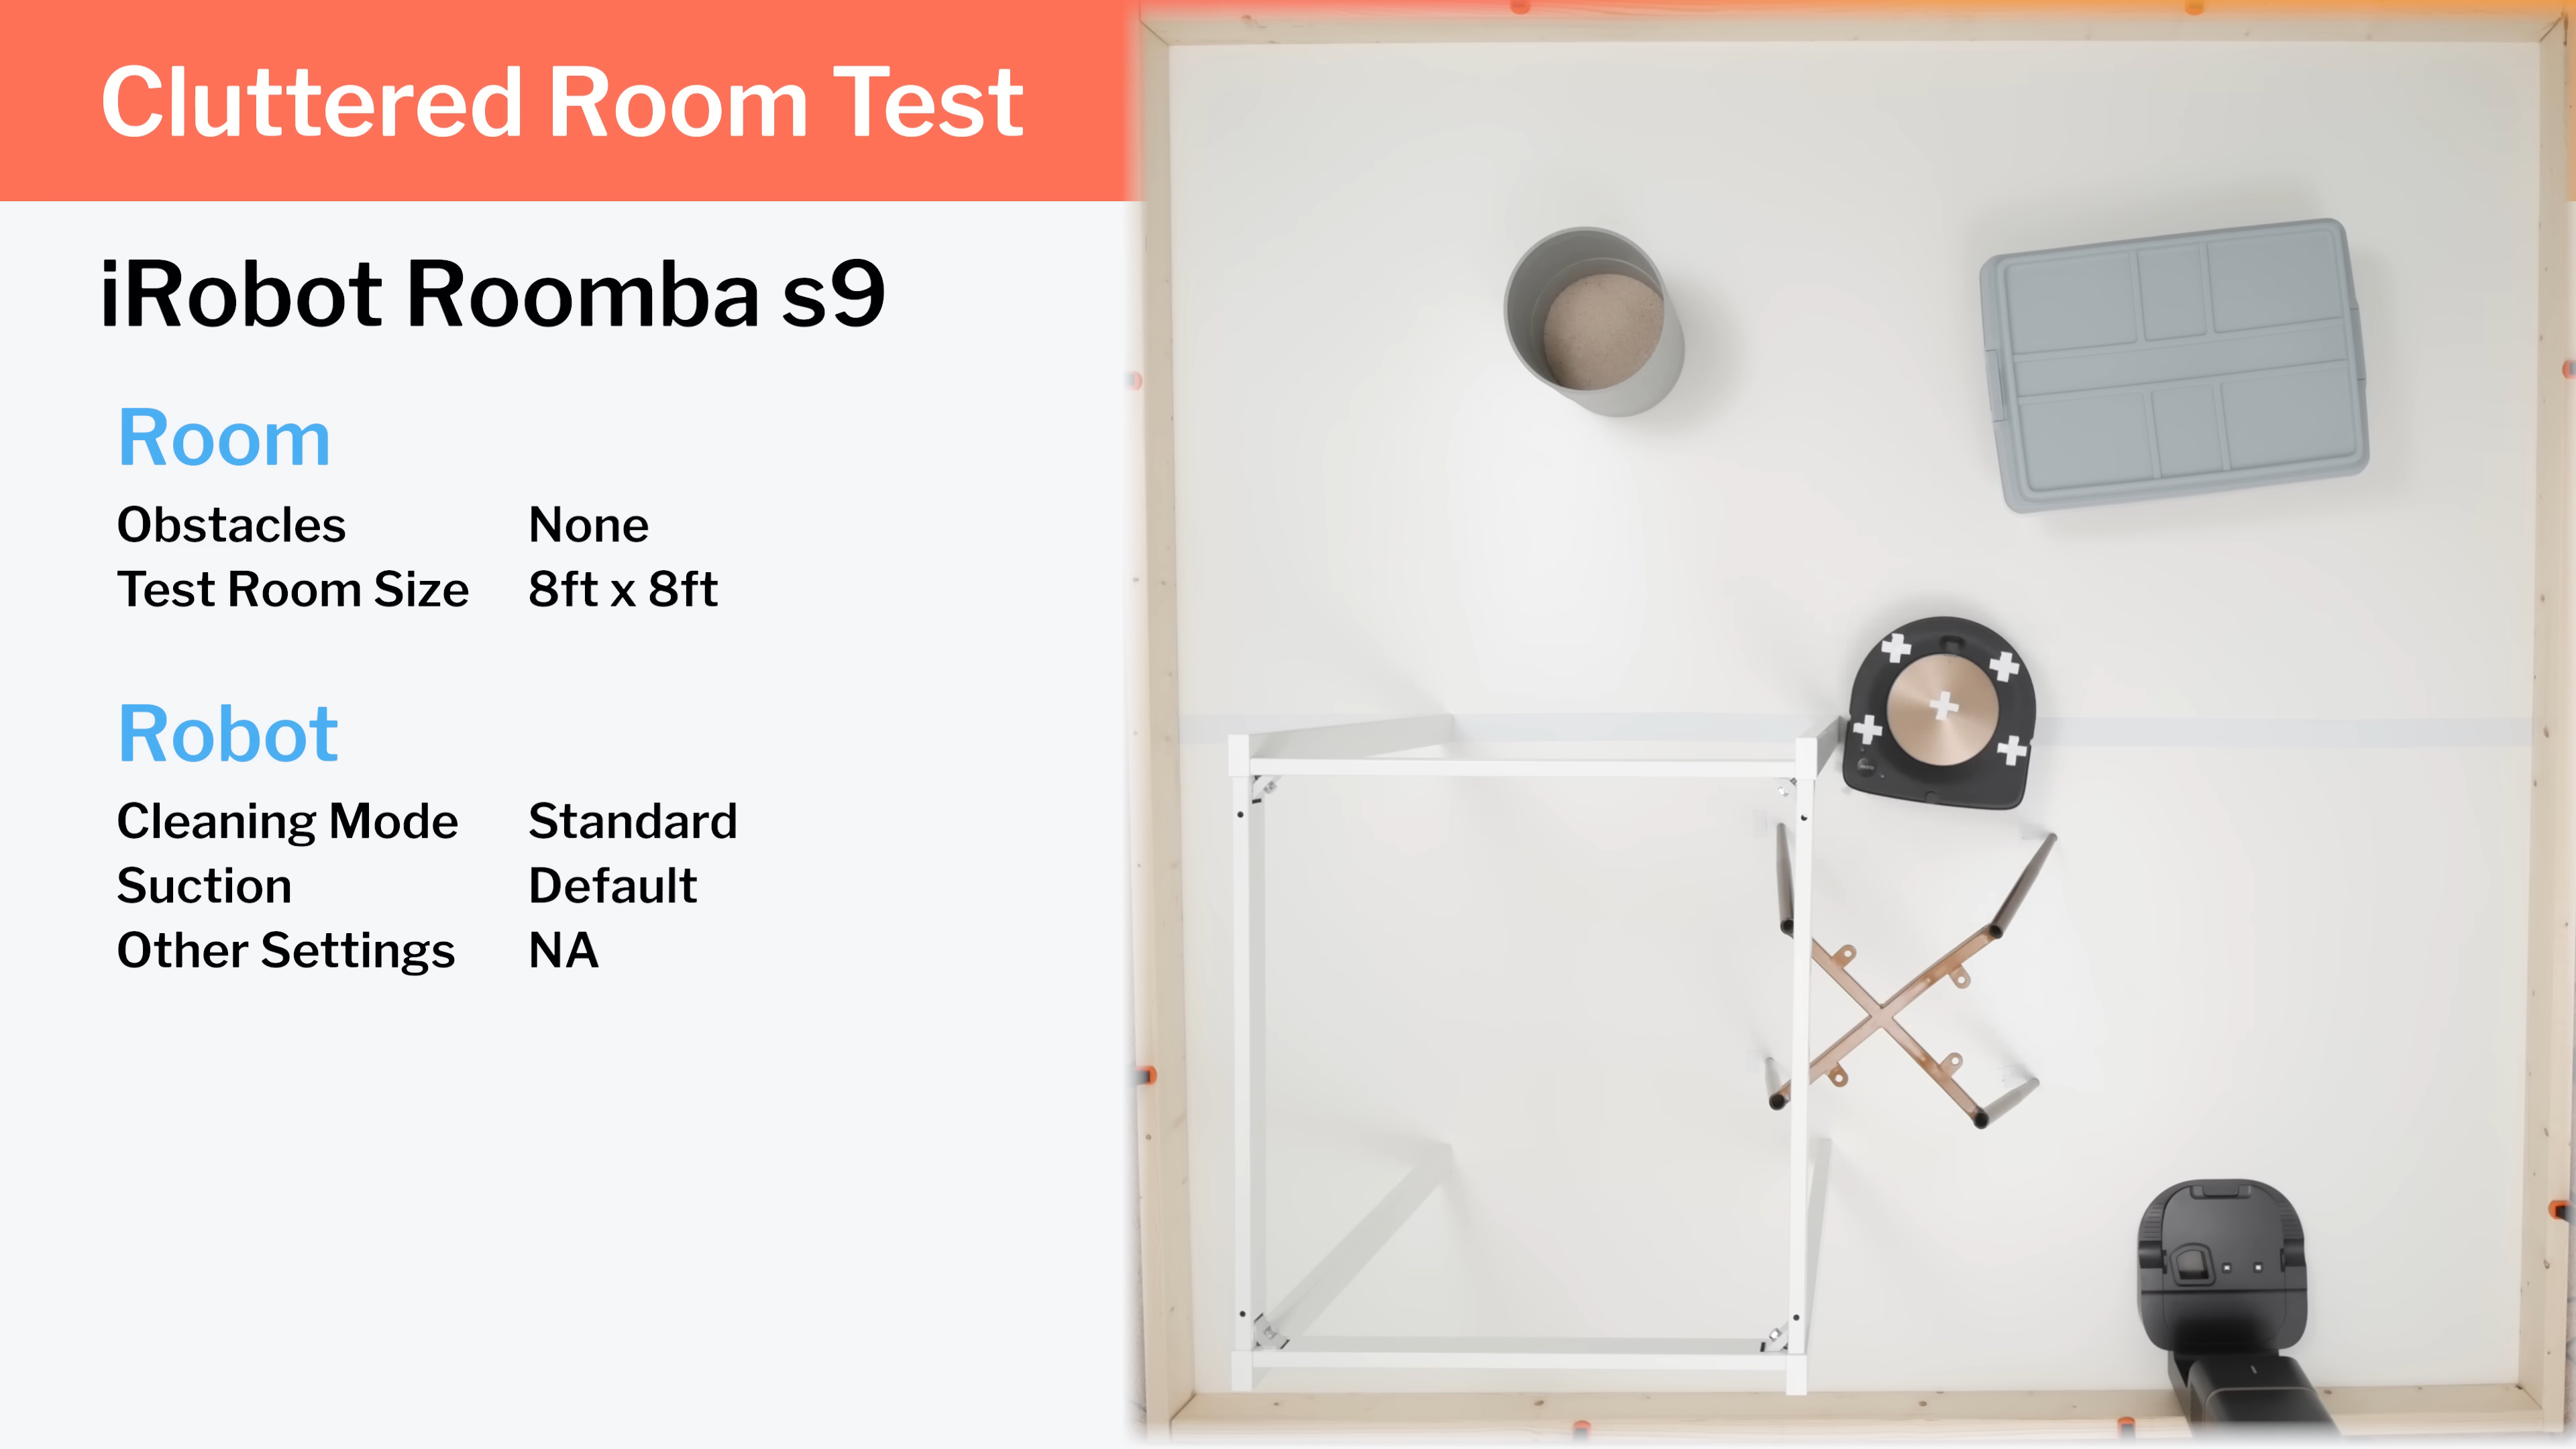 Cluttered Room Test
iRobot Roomba s9
Room
Obstacles None
Test Room Size 8ft x 8ft
Robot
Cleaning Mode Standard
Suction Default
Other Settings NA